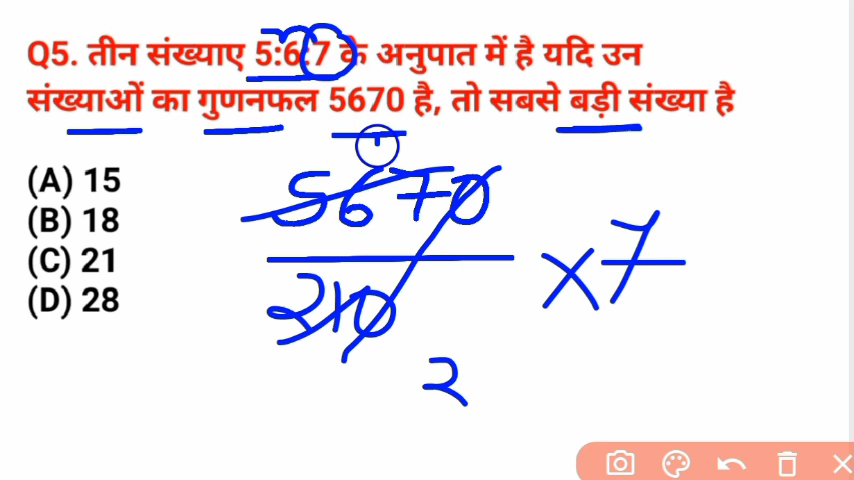 Q5. तीन संख्याए 5:6:7 के अनुपात में है यदि उन
संख्याओं का गुणनफल 5670 है, तो सबसे बड़ी संख्या है
(A) 15
(B) 18
(C) 21
(D) 28
5670
210
× 7
2